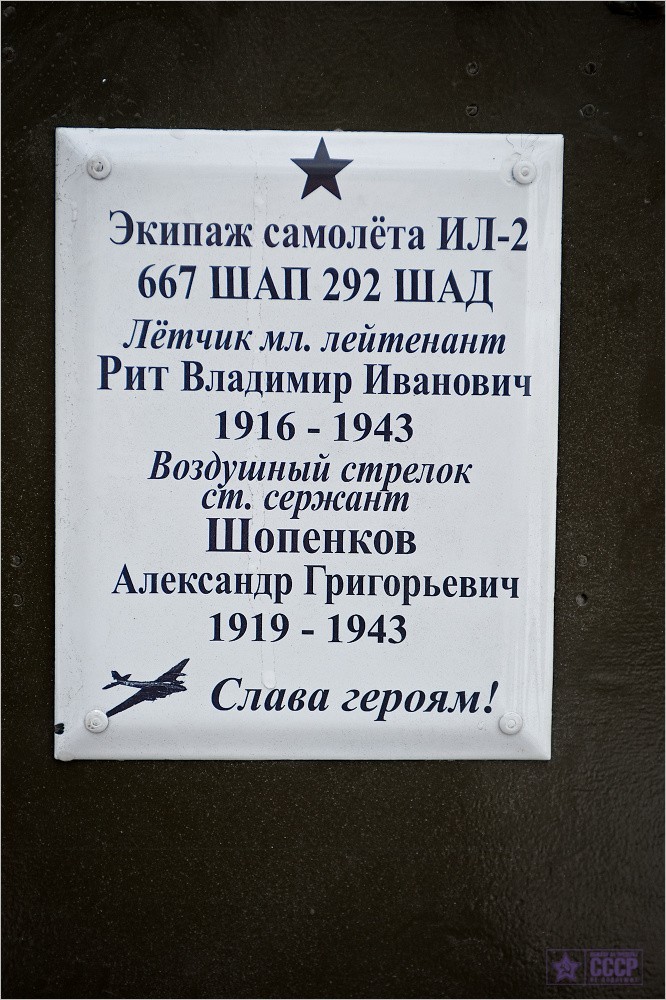 Экипаж самолёта ИЛ-2
667 ШАП 292 ШАД
Лётчик мл. лейтенант
Рит Владимир Иванович
1916 - 1943
Воздушный стрелок
ст. сержант
Шопенков
Александр Григорьевич
1919 - 1943
Слава героям!
СССР